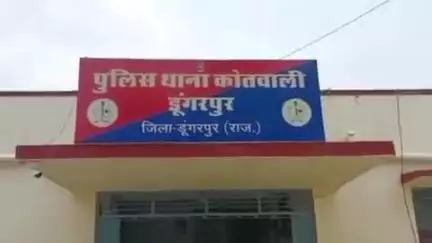 पुलिस थाना कोतवाली
डूंगरपुर
जिला-डूंगरपुर (राज.)